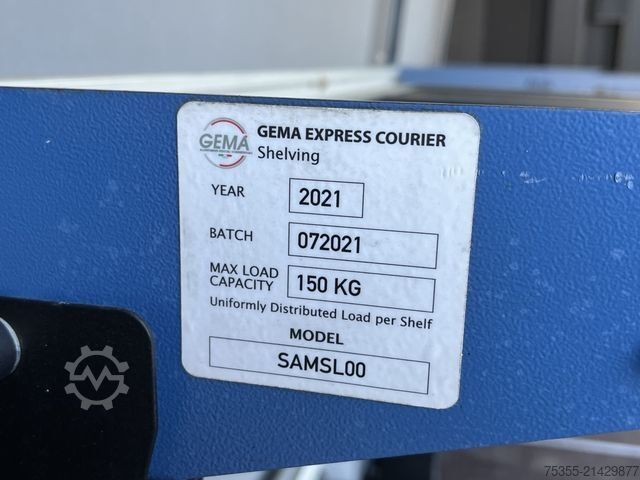 GEMA
GEMA EXPRESS COURIER
Shelving
YEAR 2021
BATCH 072021
MAX LOAD
CAPACITY 150 KG
Uniformly Distributed Load per Shelf
MODEL
SAMSL00
75355-21429877